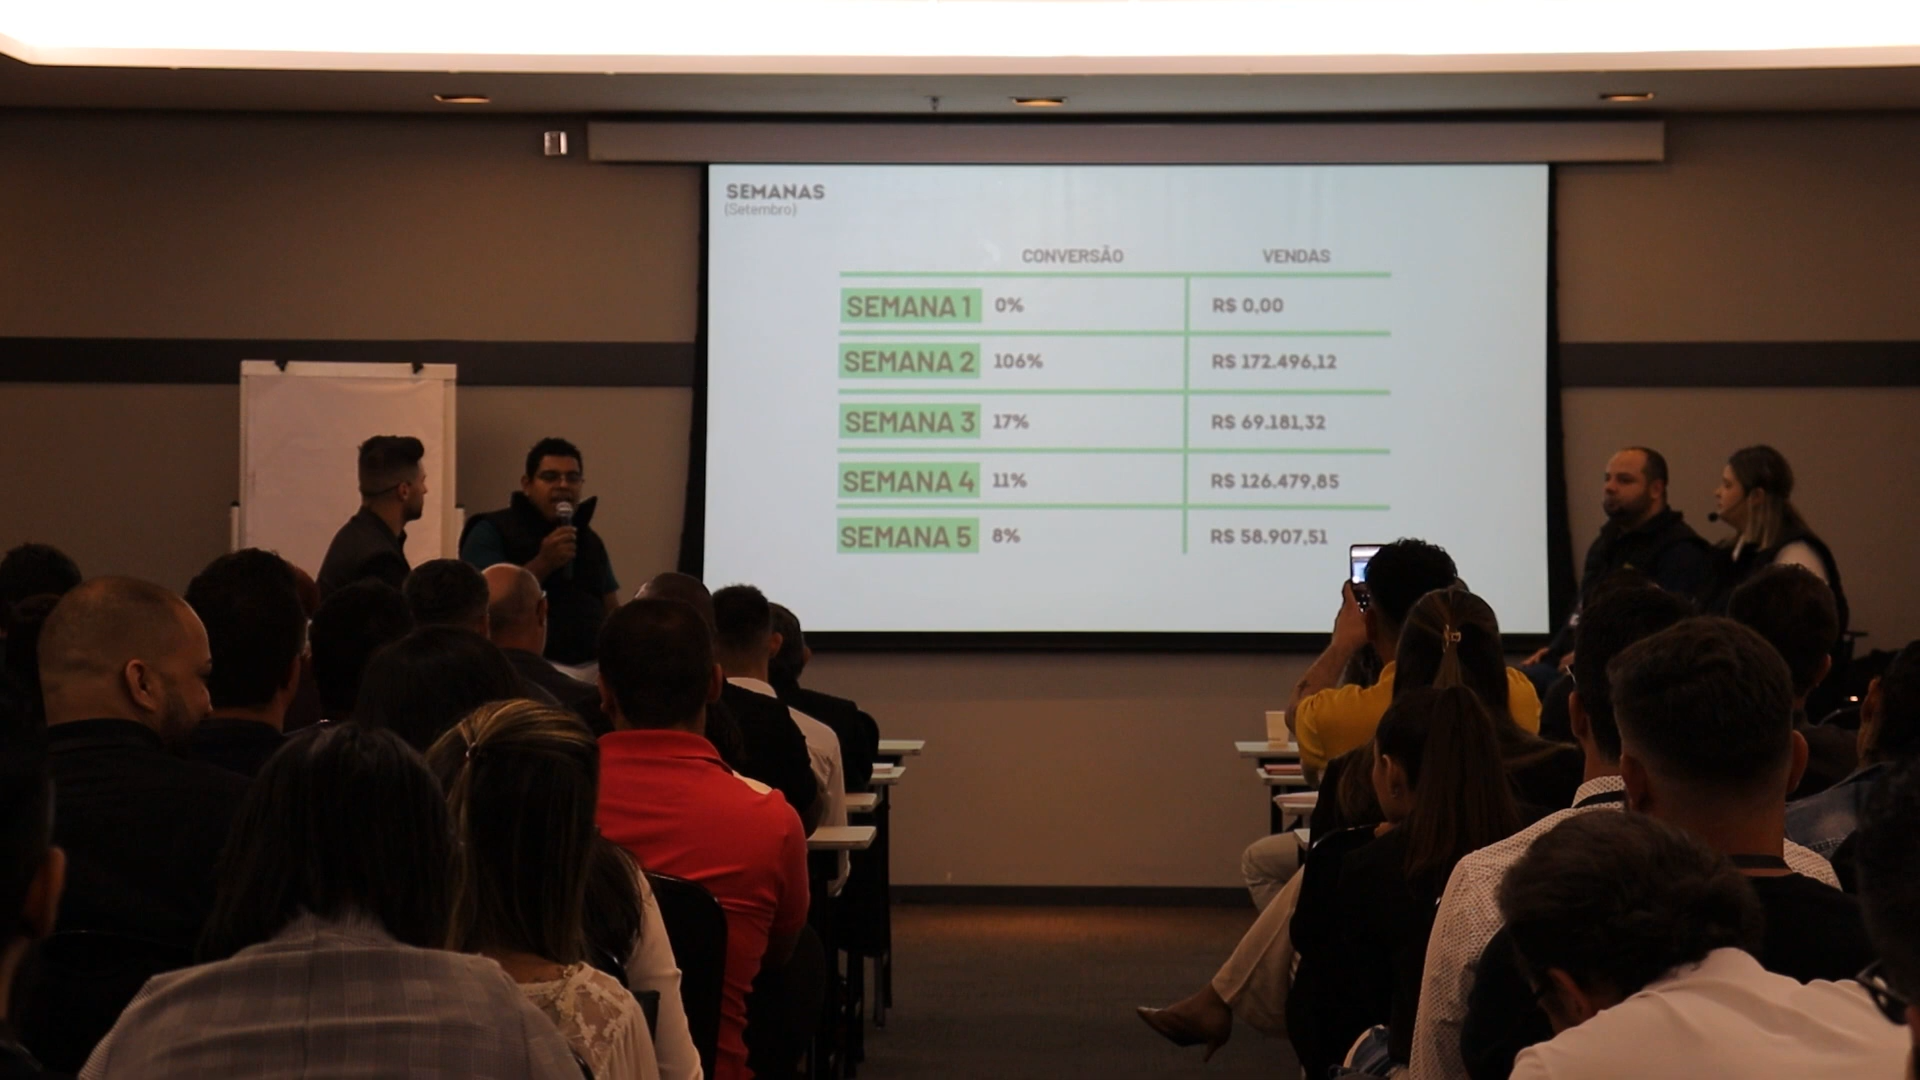 SEMANAS
(Setembro)
CONVERSÃO VENDAS
SEMANA 1 0% R$ 0,00
SEMANA 2 106% R$ 172.496,12
SEMANA 3 17% R$ 69.181,32
SEMANA 4 11% R$ 126.479,85
SEMANA 5 8% R$ 58.907,51